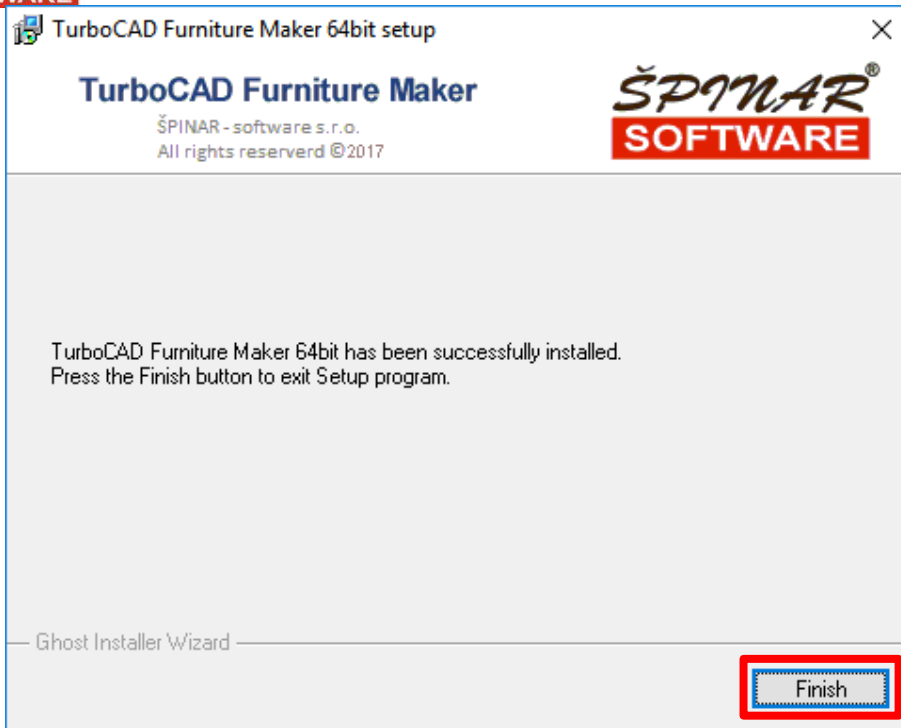 TurboCAD Furniture Maker 64bit setup
TurboCAD Furniture Maker
ŠPINAR - software s.r.o.
All rights reserverd ©2017
ŠPINAR®
SOFTWARE
TurboCAD Furniture Maker 64bit has been successfully installed.
Press the Finish button to exit Setup program.
Ghost Installer Wizard
Finish